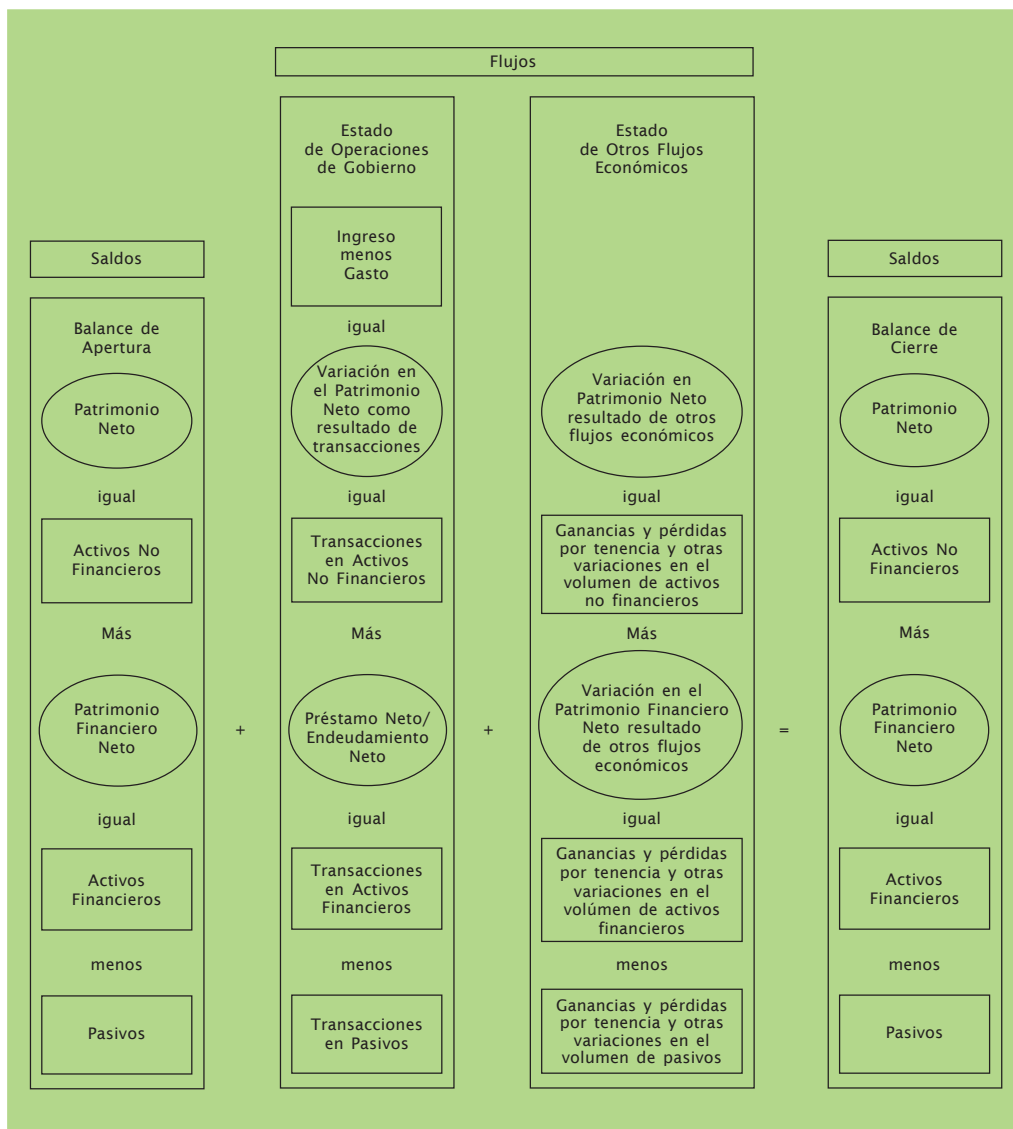 Flujos
Saldos
Balance de
Apertura
Patrimonio
Neto
igual
Activos No
Financieros
Más
Patrimonio
Financiero
Neto
igual
Activos
Financieros
menos
Pasivos
+
Estado
de Operaciones
de Gobierno
Ingreso
menos
Gasto
igual
Variación en
el Patrimonio
Neto como
resultado de
transacciones
igual
Transacciones
en Activos
No Financieros
Más
Préstamo Neto/
Endeudamiento
Neto
igual
Transacciones
en Activos
Financieros
menos
Transacciones
en Pasivos
+
Estado
de Otros Flujos
Económicos
Variación en
Patrimonio Neto
resultado de otros
flujos económicos
igual
Ganancias y pérdidas
por tenencia y otras
variaciones en el
volumen de activos
no financieros
Más
Variación en el
Patrimonio Financiero
Neto resultado
de otros flujos
económicos
igual
Ganancias y pérdidas
por tenencia y otras
variaciones en el
volúmen de activos
financieros
menos
Ganancias y pérdidas
por tenencia y otras
variaciones en el
volumen de pasivos
=
Saldos
Balance de
Cierre
Patrimonio
Neto
igual
Activos No
Financieros
Más
Patrimonio
Financiero
Neto
igual
Activos
Financieros
menos
Pasivos